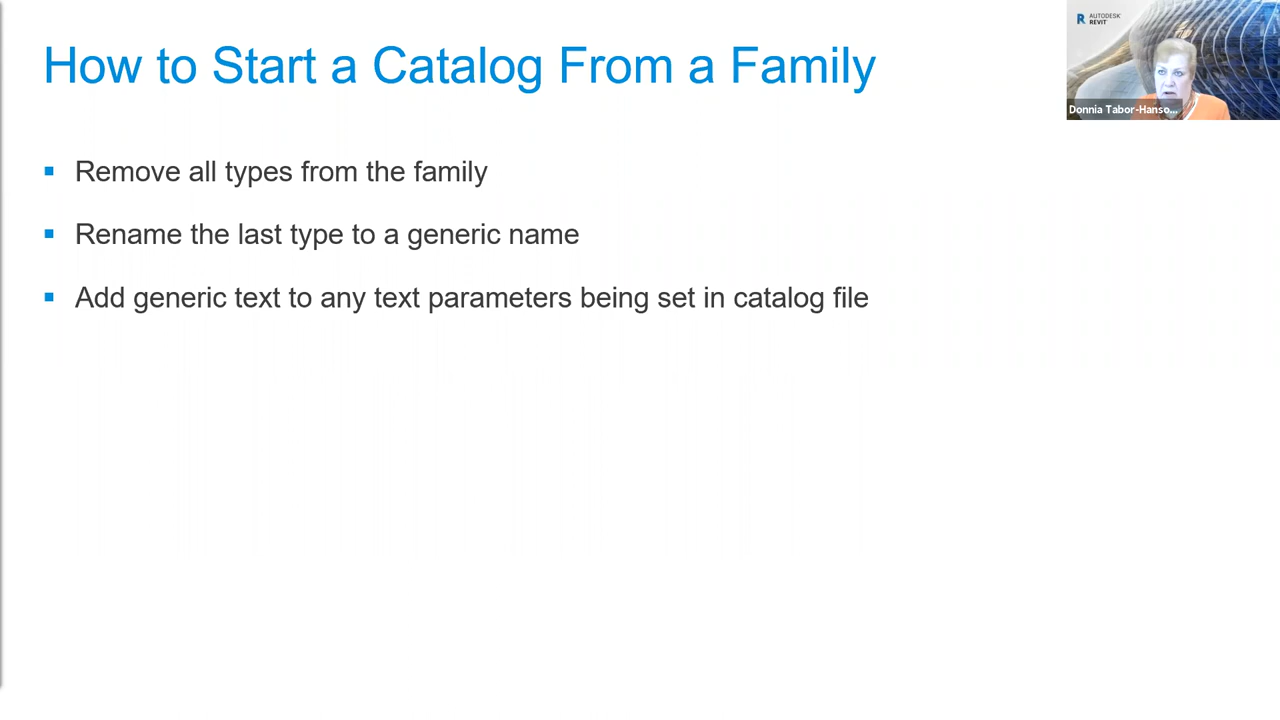 How to Start a Catalog From a Family
AUTODESK
REVIT
Donnia Tabor-Hanso...
Remove all types from the family
Rename the last type to a generic name
Add generic text to any text parameters being set in catalog file